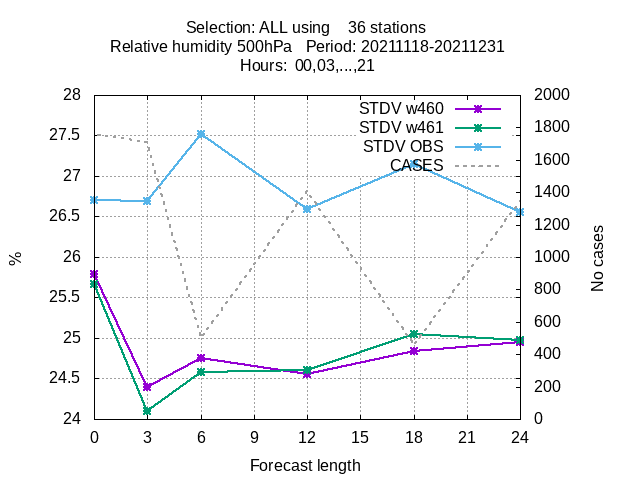 Selection: ALL using 36 stations
Relative humidity 500hPa Period: 20211118-20211231
Hours: 00,03,...,21
28
27.5
27
26.5
26
25.5
25
24.5
24
%
2000
1800
1600
1400
1200
1000
800
600
400
200
0
No cases
STDV w460
STDV w461
STDV OBS
CASES
0 3 6 9 12 15 18 21 24
Forecast length